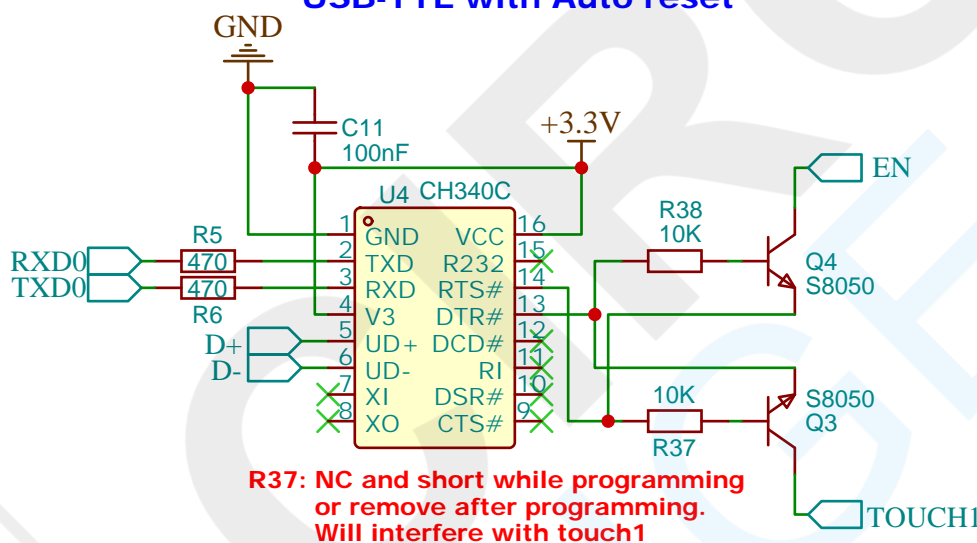 USB-TTL with Auto reset
GND
C11
100nF
+3.3V
EN
U4 CH340C
R38
10K
Q4
S8050
RXD0
TXD0
R5
470
470
R6
D+
D-
1 GND
2 TXD
3 RXD
4 V3
5 UD+
6 UD-
7 XI
8 XO
VCC 16
R232 15
RTS# 14
DTR# 13
DCD# 12
RI 11
DSR# 10
CTS# 9
10K
R37
S8050
Q3
TOUCH1
R37: NC and short while programming
or remove after programming.
Will interfere with touch1